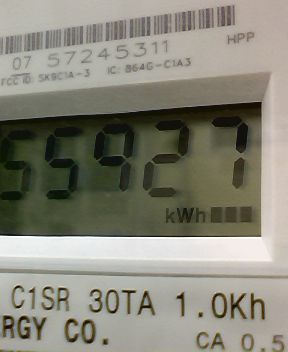 07 57245311
HPP
FCC ID: SK9C1A-3 IC: 864G-C1A3
55927
kWh
C1SR 30TA 1.0Kh
RGY CO.
CA 0.5